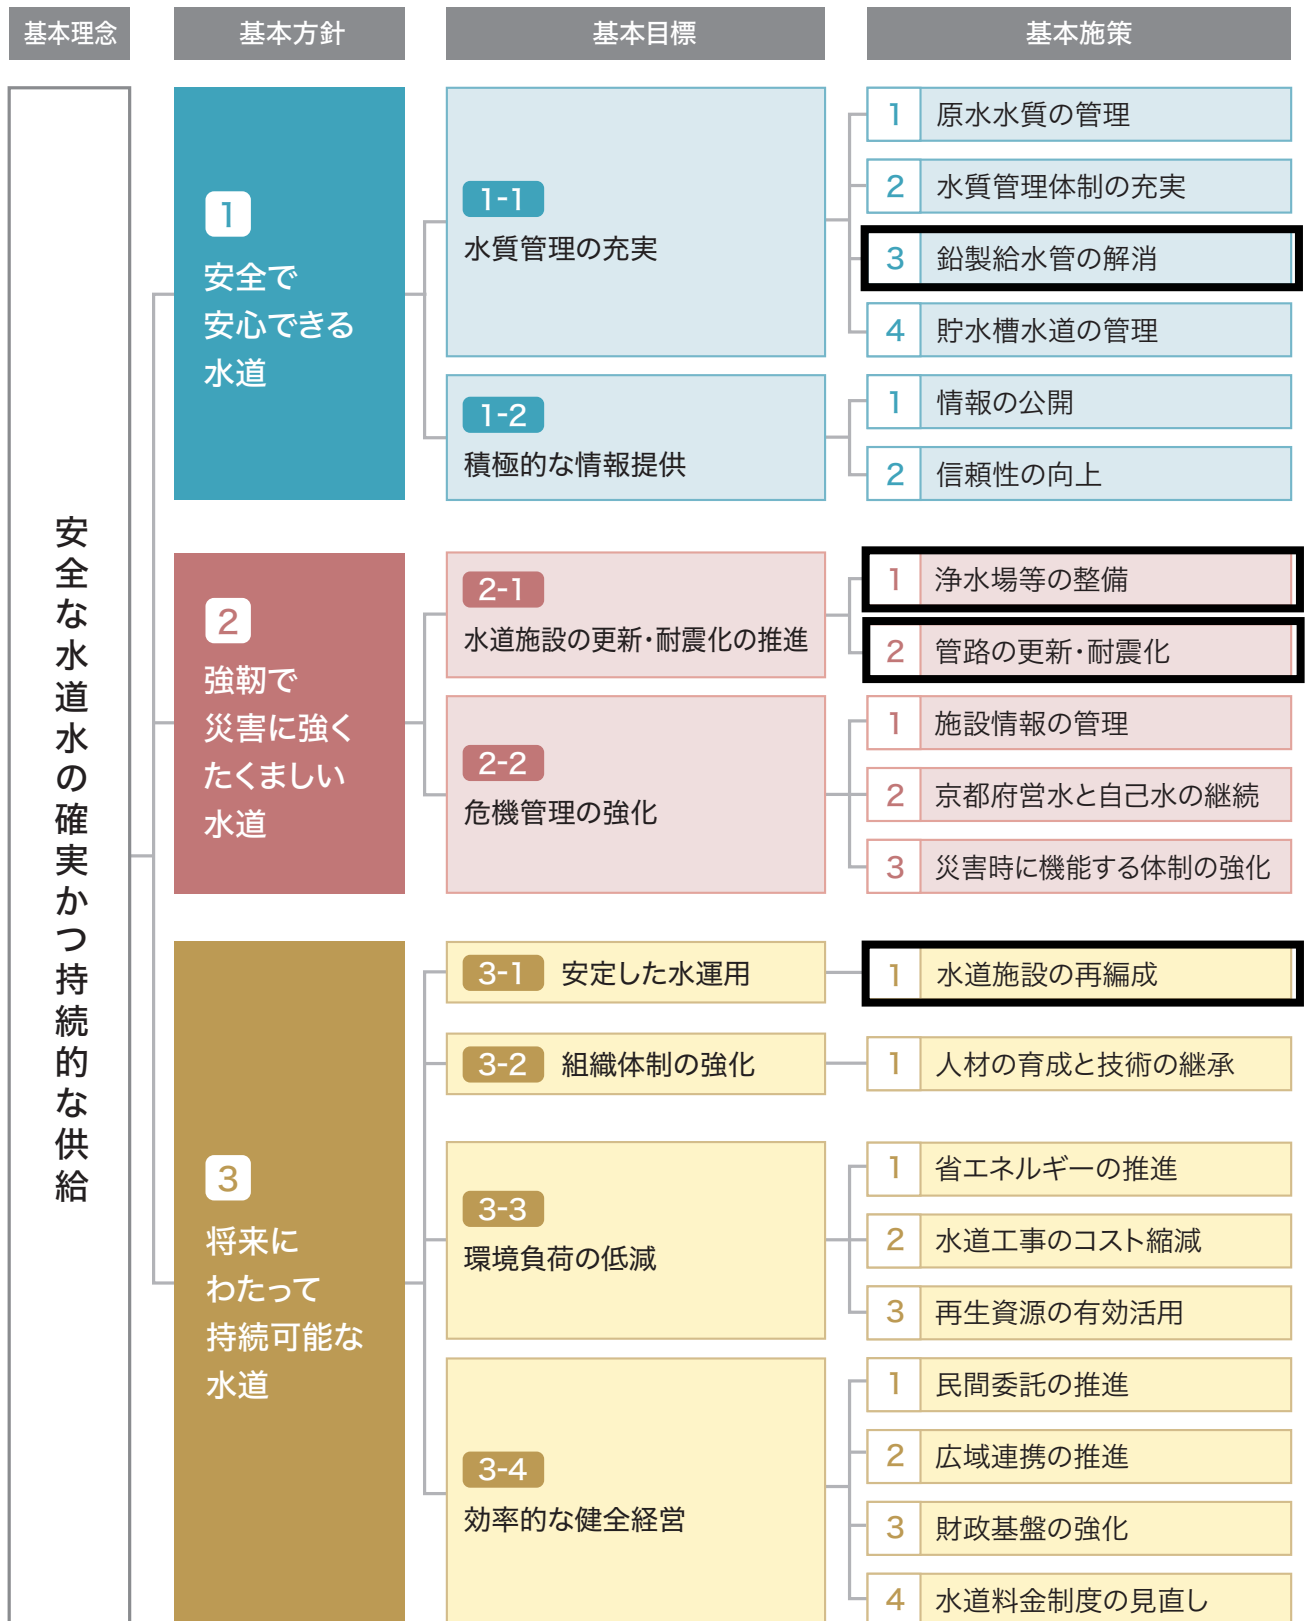 基本理念
基本方針
基本目標
基本施策
安全な水道水の確実かつ持続的な供給
1
安全で
安心できる
水道
1-1
水質管理の充実
1 原水水質の管理
2 水質管理体制の充実
3 鉛製給水管の解消
4 貯水槽水道の管理
1-2
積極的な情報提供
1 情報の公開
2 信頼性の向上
2
強靭で
災害に強く
たくましい
水道
2-1
水道施設の更新・耐震化の推進
1 浄水場等の整備
2 管路の更新・耐震化
2-2
危機管理の強化
1 施設情報の管理
2 京都府営水と自己水の継続
3 災害時に機能する体制の強化
3
将来に
わたって
持続可能な
水道
3-1 安定した水運用
1 水道施設の再編成
3-2 組織体制の強化
1 人材の育成と技術の継承
3-3
環境負荷の低減
1 省エネルギーの推進
2 水道工事のコスト縮減
3 再生資源の有効活用
3-4
効率的な健全経営
1 民間委託の推進
2 広域連携の推進
3 財政基盤の強化
4 水道料金制度の見直し